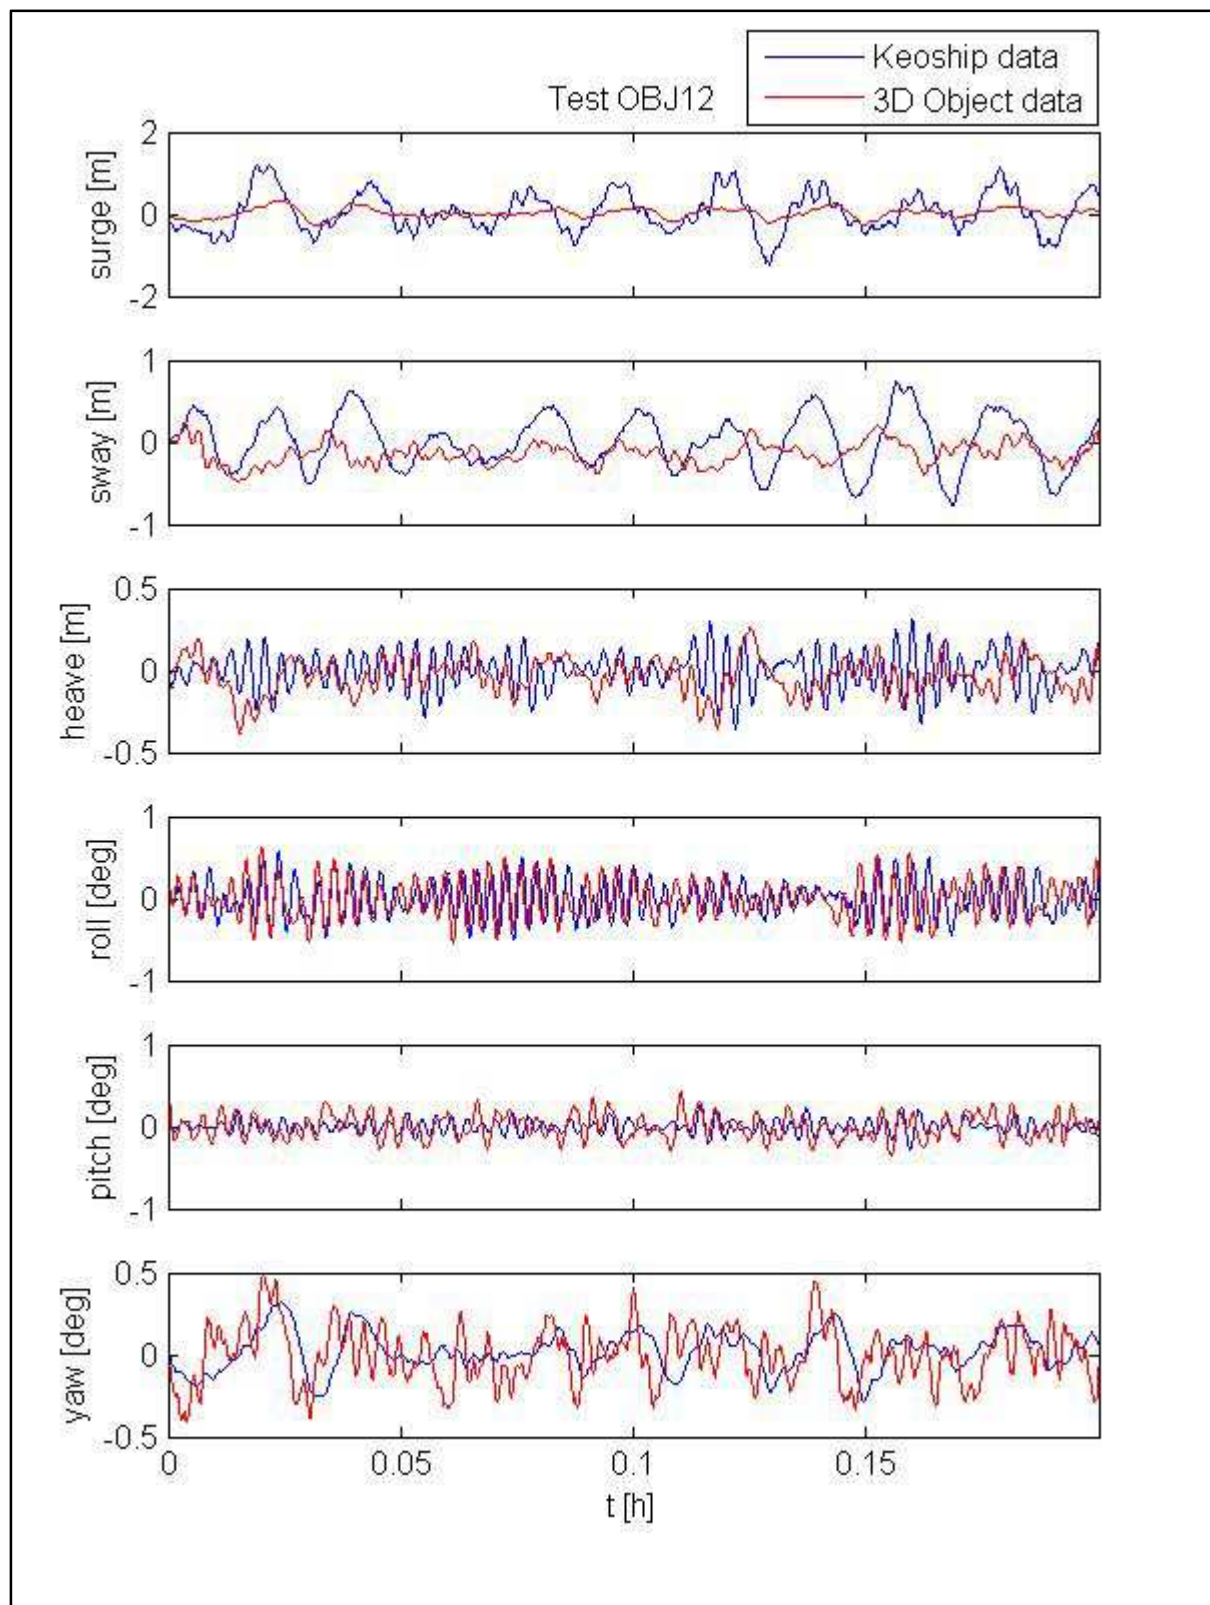 Keoship data
Test OBJ12
3D Object data
2
0
-2
surge [m]
1
0
-1
sway [m]
0.5
0
-0.5
heave [m]
1
0
-1
roll [deg]
1
0
-1
pitch [deg]
0.5
0
-0.5
yaw [deg]
0 0.05 0.1 0.15
t [h]